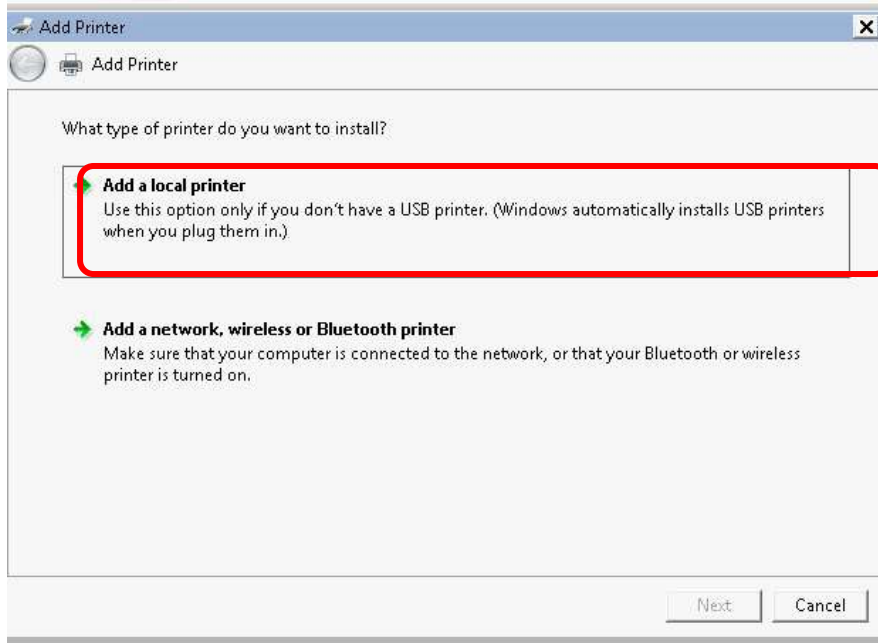 Add Printer
Add Printer
What type of printer do you want to install?
Add a local printer
Use this option only if you don't have a USB printer. (Windows automatically installs USB printers
when you plug them in.)
Add a network, wireless or Bluetooth printer
Make sure that your computer is connected to the network, or that your Bluetooth or wireless
printer is turned on.
Next Cancel